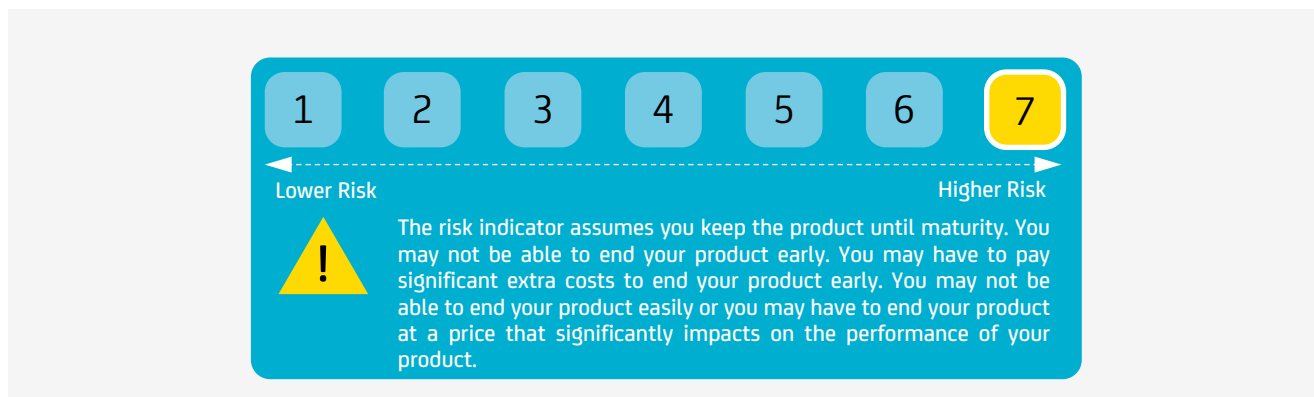 1 2 3 4 5 6 7
Lower Risk Higher Risk
!
The risk indicator assumes you keep the product until maturity. You
may not be able to end your product early. You may have to pay
significant extra costs to end your product early. You may not be
able to end your product easily or you may have to end your product
at a price that significantly impacts on the performance of your
product.